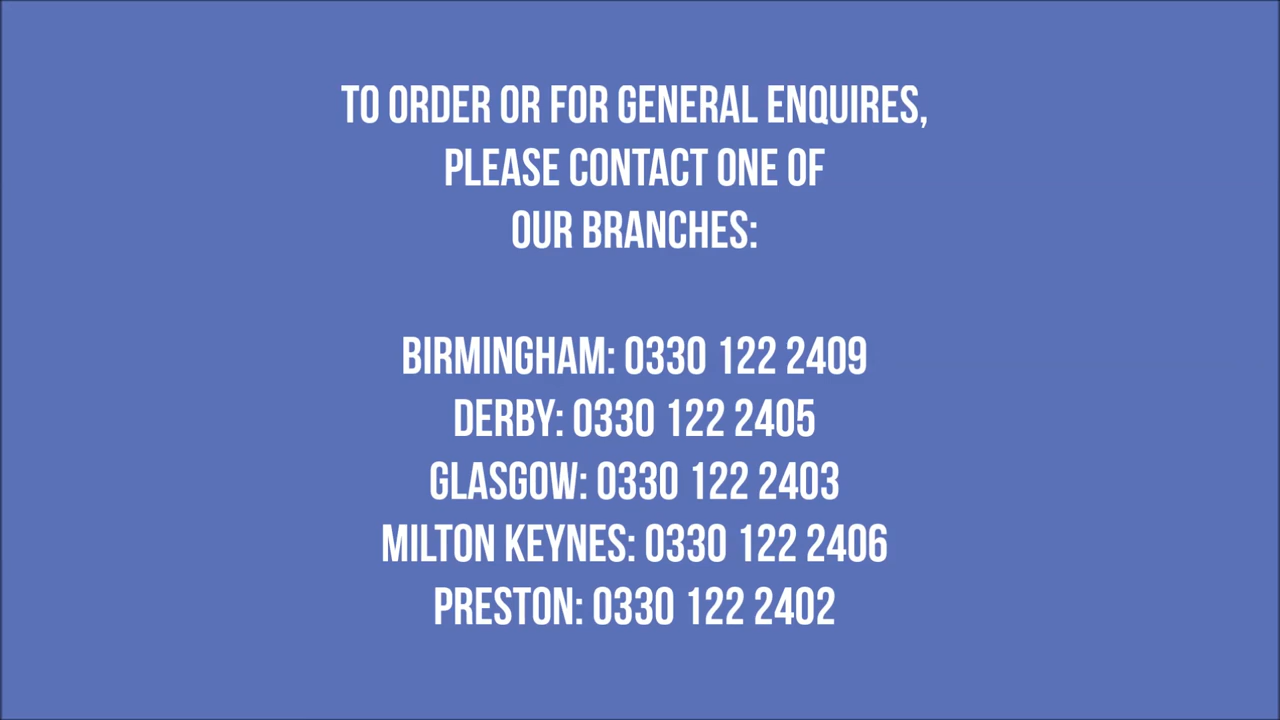 TO ORDER OR FOR GENERAL ENQUIRES,
PLEASE CONTACT ONE OF
OUR BRANCHES:
BIRMINGHAM: 0330 122 2409
DERBY: 0330 122 2405
GLASGOW: 0330 122 2403
MILTON KEYNES: 0330 122 2406
PRESTON: 0330 122 2402